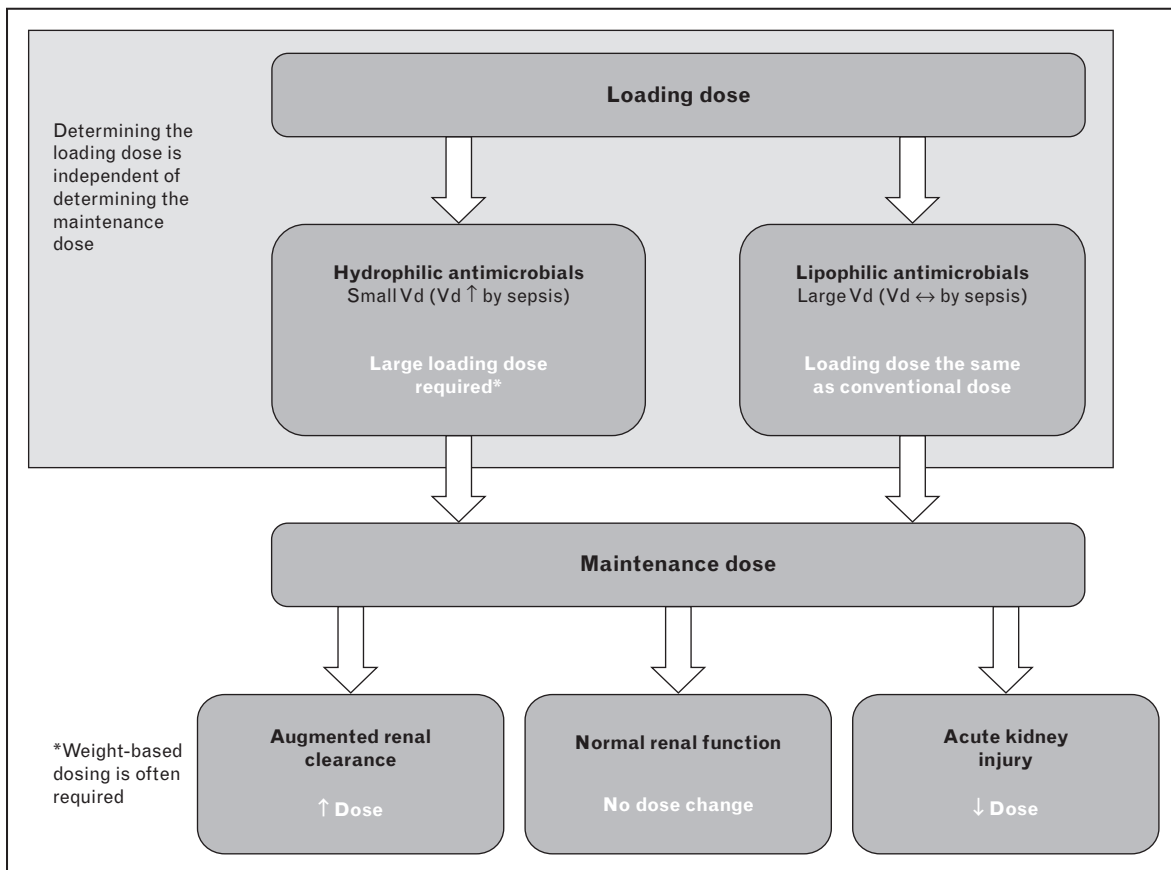 Loading dose
Determining the
loading dose is
independent of
determining the
maintenance
dose
Hydrophilic antimicrobials
Small Vd (Vd ↑ by sepsis)
Large loading dose
required*
Lipophilic antimicrobials
Large Vd (Vd ↔ by sepsis)
Loading dose the same
as conventional dose
Maintenance dose
*Weight-based
dosing is often
required
Augmented renal
clearance
↑ Dose
Normal renal function
No dose change
Acute kidney
injury
↓ Dose